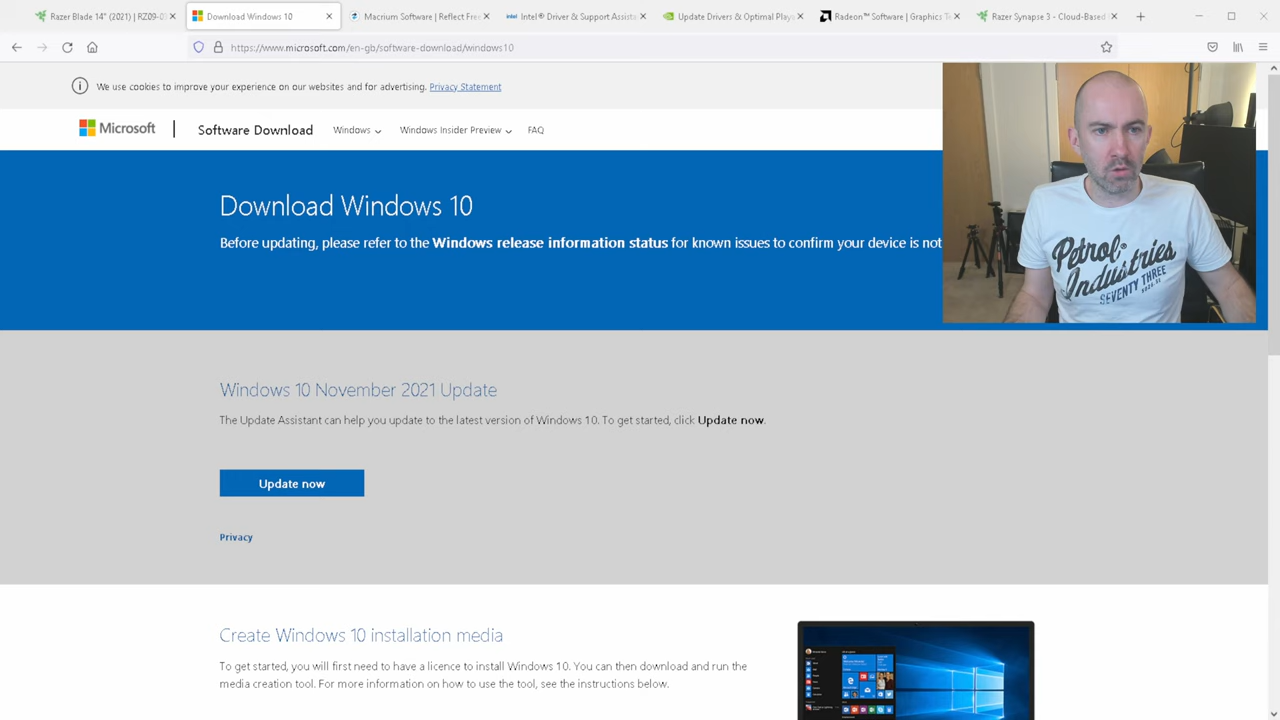 Razer Blade 14" (2021) | RZ09-0
Download Windows 10
Macrium Software | Reflect Free
Intel® Driver & Support Assista
Update Drivers & Optimal Playa
Radeon™ Software | Graphics Te
Razer Synapse 3 - Cloud-Based
https://www.microsoft.com/en-gb/software-download/windows10
We use cookies to improve your experience on our websites and for advertising. Privacy Statement
Microsoft
Software Download
Windows
Windows Insider Preview
FAQ
Download Windows 10
Before updating, please refer to the Windows release information status for known issues to confirm your device is not
Petrol®
Industries
SEVENTY THREE
Windows 10 November 2021 Update
The Update Assistant can help you update to the latest version of Windows 10. To get started, click Update now.
Update now
Privacy
Create Windows 10 installation media
To get started, you will first need to have a licence to install Windows 10. You can then download and run the
media creation tool. For more information on how to use the tool, see the instructions below.